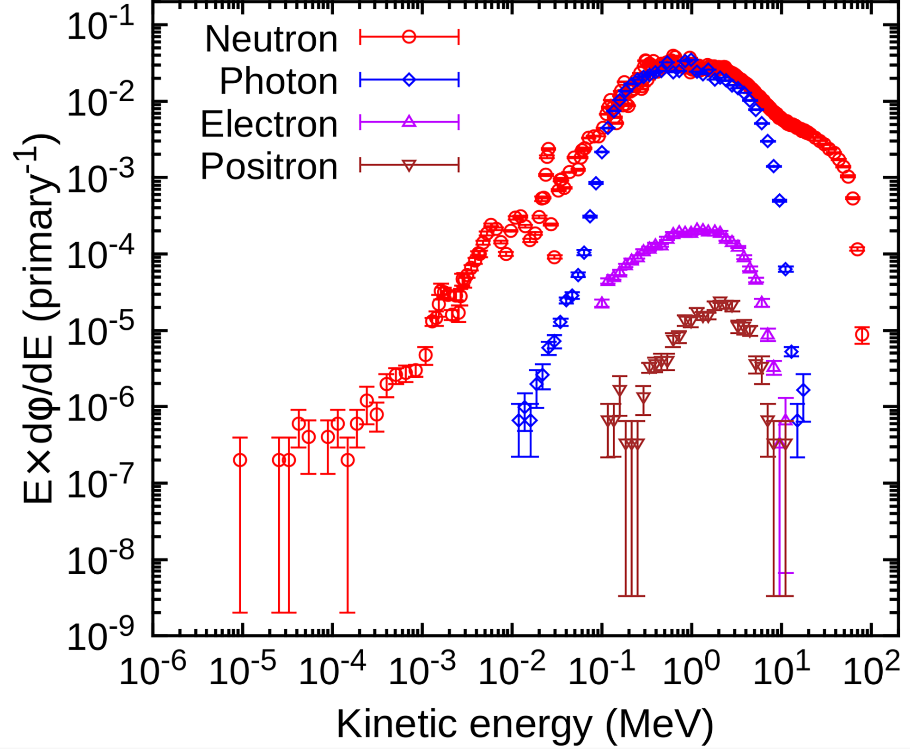 Neutron
Photon
Electron
Positron
10⁻¹
10⁻²
10⁻³
10⁻⁴
10⁻⁵
10⁻⁶
10⁻⁷
10⁻⁸
10⁻⁹
E×dφ/dE (primary⁻¹)
10⁻⁶ 10⁻⁵ 10⁻⁴ 10⁻³ 10⁻² 10⁻¹ 10⁰ 10¹ 10²
Kinetic energy (MeV)